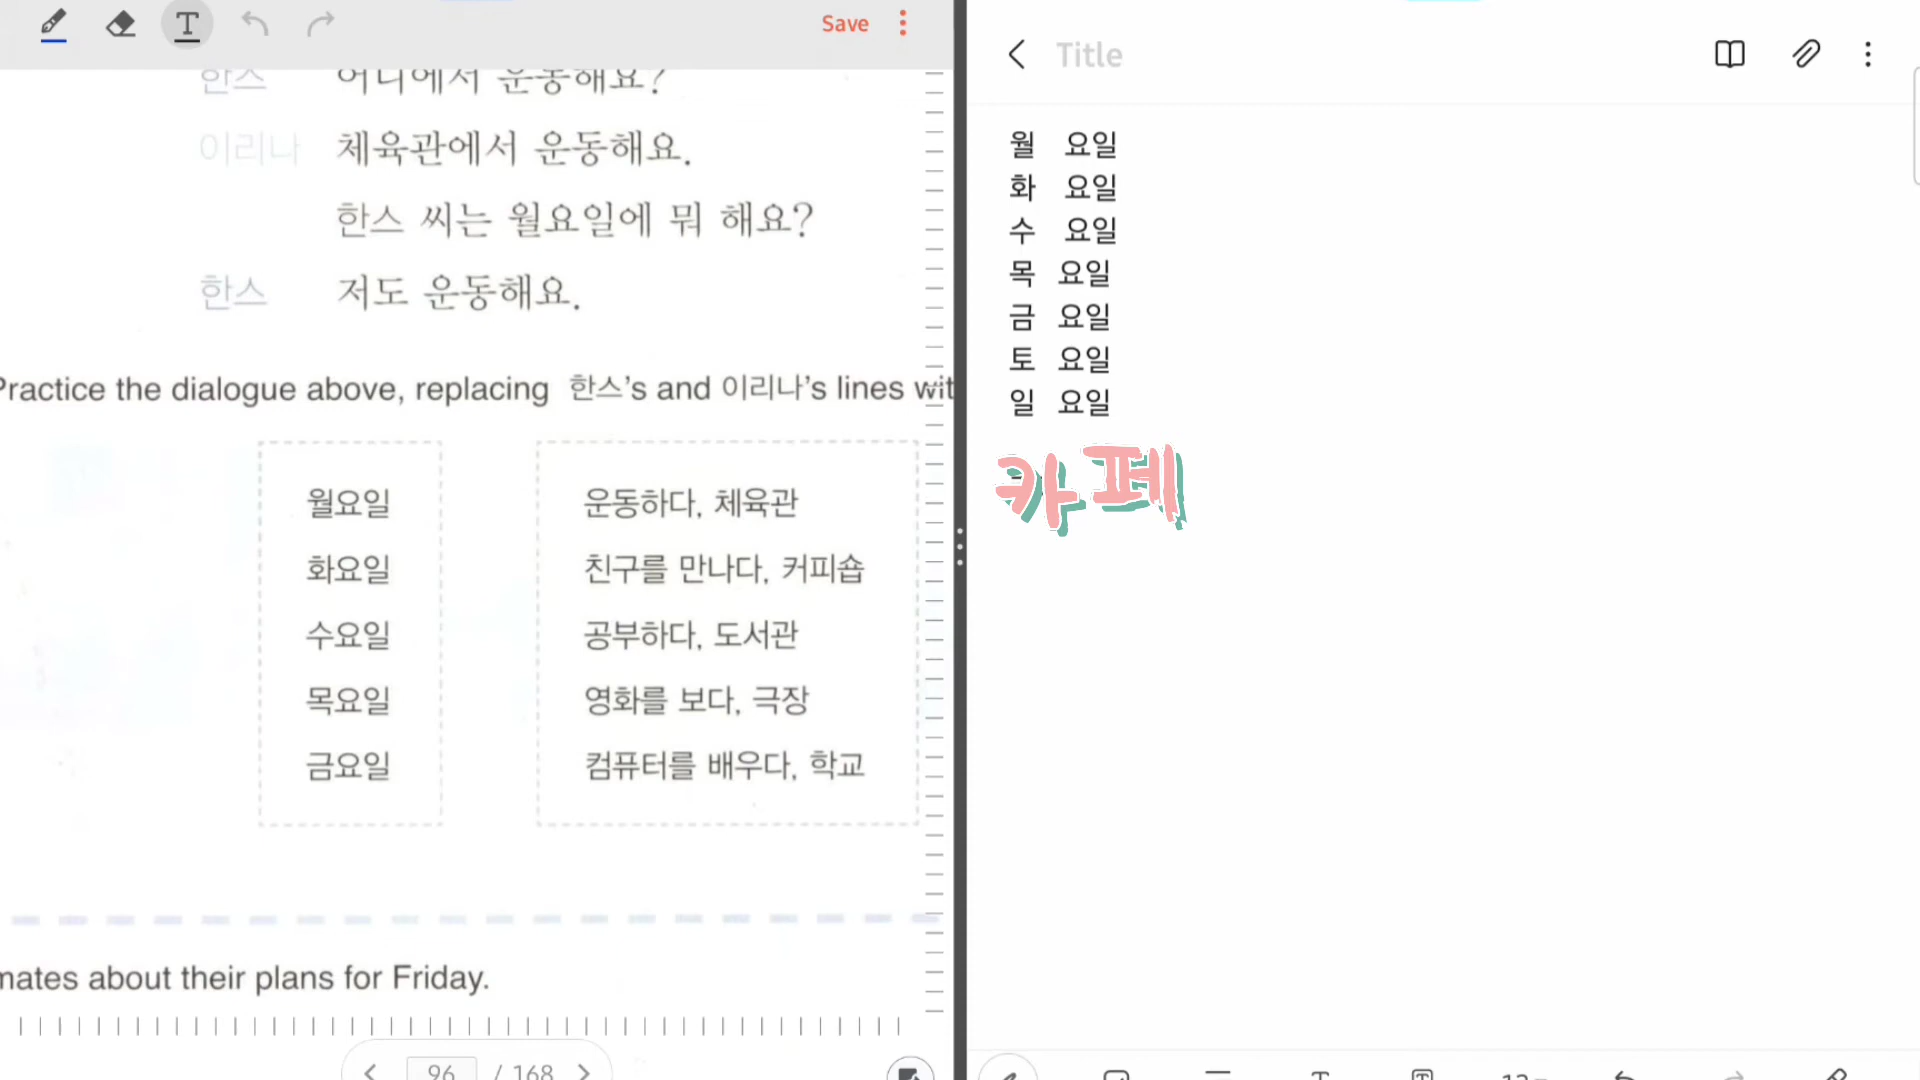 Save
한스 어디에서 운동해요?
이리나 체육관에서 운동해요.
한스 씨는 월요일에 뭐 해요?
한스 저도 운동해요.
Practice the dialogue above, replacing 한스's and 이리나's lines wit
월요일
화요일
수요일
목요일
금요일
운동하다, 체육관
친구를 만나다, 커피숍
공부하다, 도서관
영화를 보다, 극장
컴퓨터를 배우다, 학교
mates about their plans for Friday.
96 / 168
Title
월 요일
화 요일
수 요일
목 요일
금 요일
토 요일
일 요일
카페